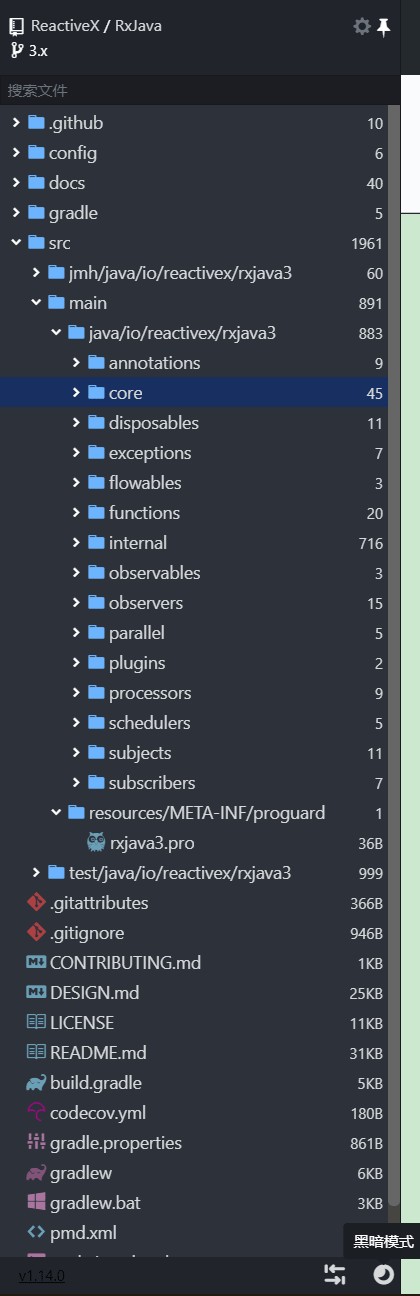 ReactiveX / RxJava
3.x
搜索文件
.github 10
config 6
docs 40
gradle 5
src 1961
jmh/java/io/reactivex/rxjava3 60
main 891
java/io/reactivex/rxjava3 883
annotations 9
core 45
disposables 11
exceptions 7
flowables 3
functions 20
internal 716
observables 3
observers 15
parallel 5
plugins 2
processors 9
schedulers 5
subjects 11
subscribers 7
resources/META-INF/proguard 1
rxjava3.pro 36B
test/java/io/reactivex/rxjava3 999
.gitattributes 366B
.gitignore 946B
CONTRIBUTING.md 1KB
DESIGN.md 25KB
LICENSE 11KB
README.md 31KB
build.gradle 5KB
codecov.yml 180B
gradle.properties 861B
gradlew 6KB
gradlew.bat 3KB
pmd.xml
黑暗模式
v1.14.0